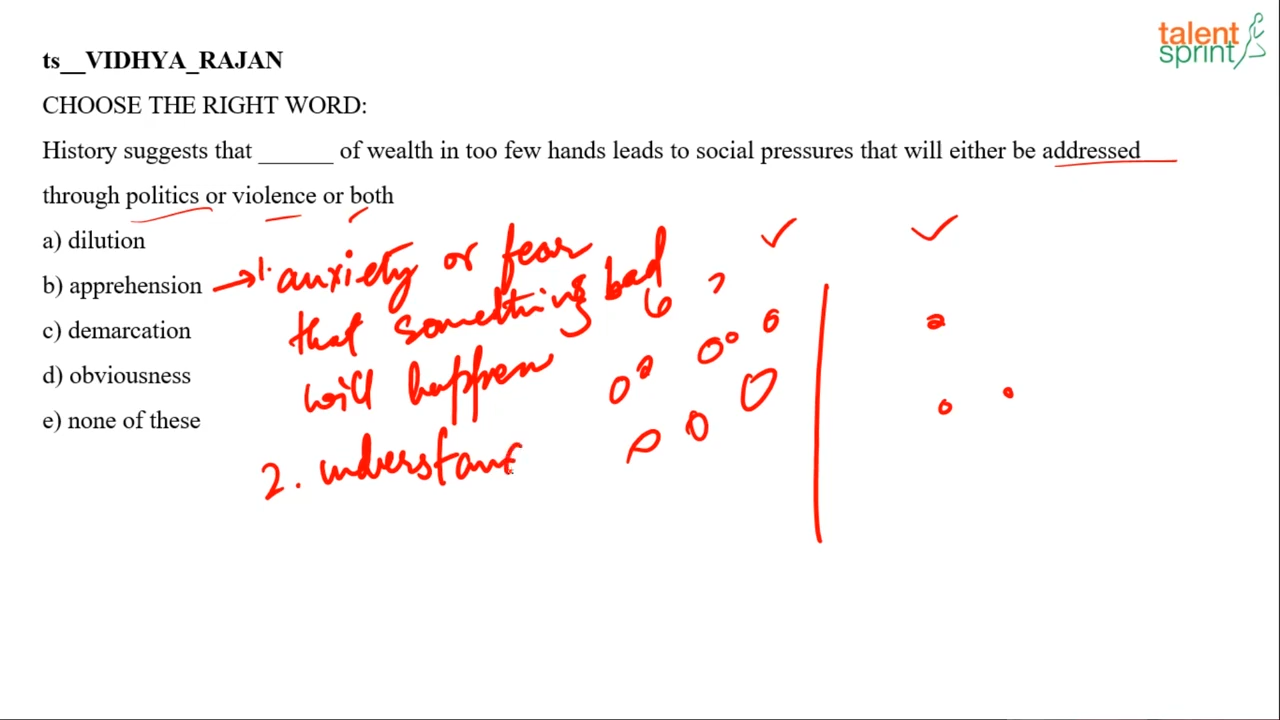 talent
sprint
ts__VIDHYA_RAJAN
CHOOSE THE RIGHT WORD:
History suggests that ______ of wealth in too few hands leads to social pressures that will either be addressed
through politics or violence or both
a) dilution
b) apprehension
c) demarcation
d) obviousness
e) none of these
1. anxiety or fear
that something bad
will happen
2. understand